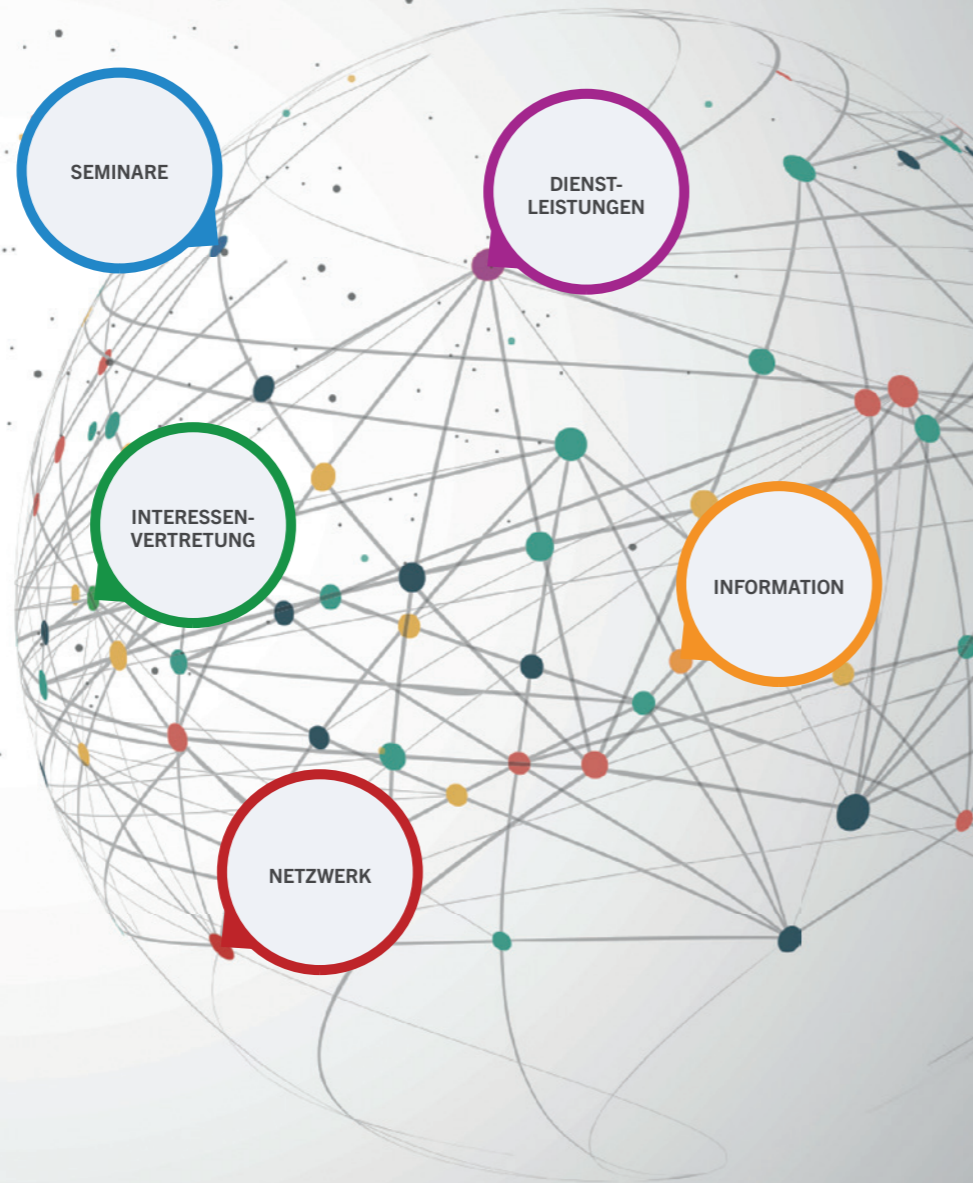 SEMINARE
DIENST-
LEISTUNGEN
INTERESSEN-
VERTRETUNG
INFORMATION
NETZWERK